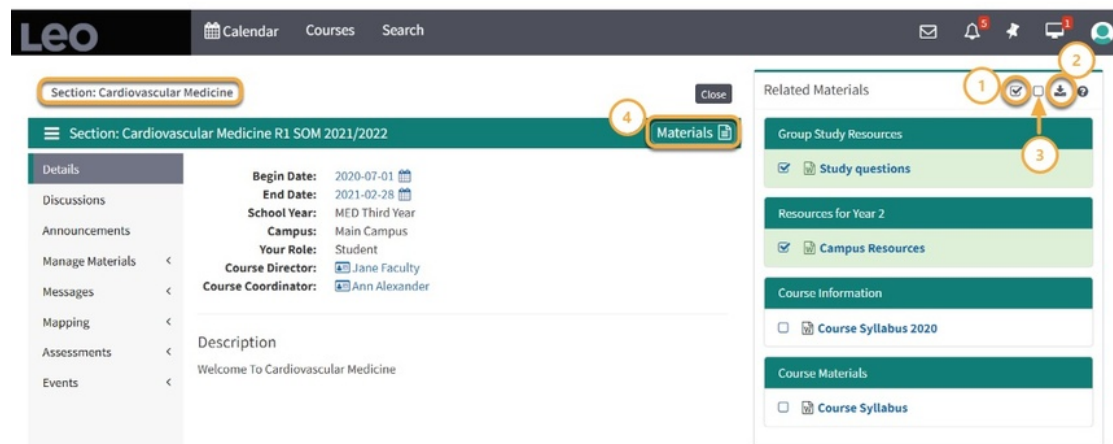 Leo
Calendar Courses Search
5
1
2
Section: Cardiovascular Medicine
Close
Related Materials
1
4
Section: Cardiovascular Medicine R1 SOM 2021/2022
Materials
Group Study Resources
3
Study questions
Details
Discussions
Announcements
Manage Materials
Messages
Mapping
Assessments
Events
Begin Date: 2020-07-01
End Date: 2021-02-28
School Year: MED Third Year
Campus: Main Campus
Your Role: Student
Course Director: Jane Faculty
Course Coordinator: Ann Alexander
Description
Welcome To Cardiovascular Medicine
Resources for Year 2
Campus Resources
Course Information
Course Syllabus 2020
Course Materials
Course Syllabus